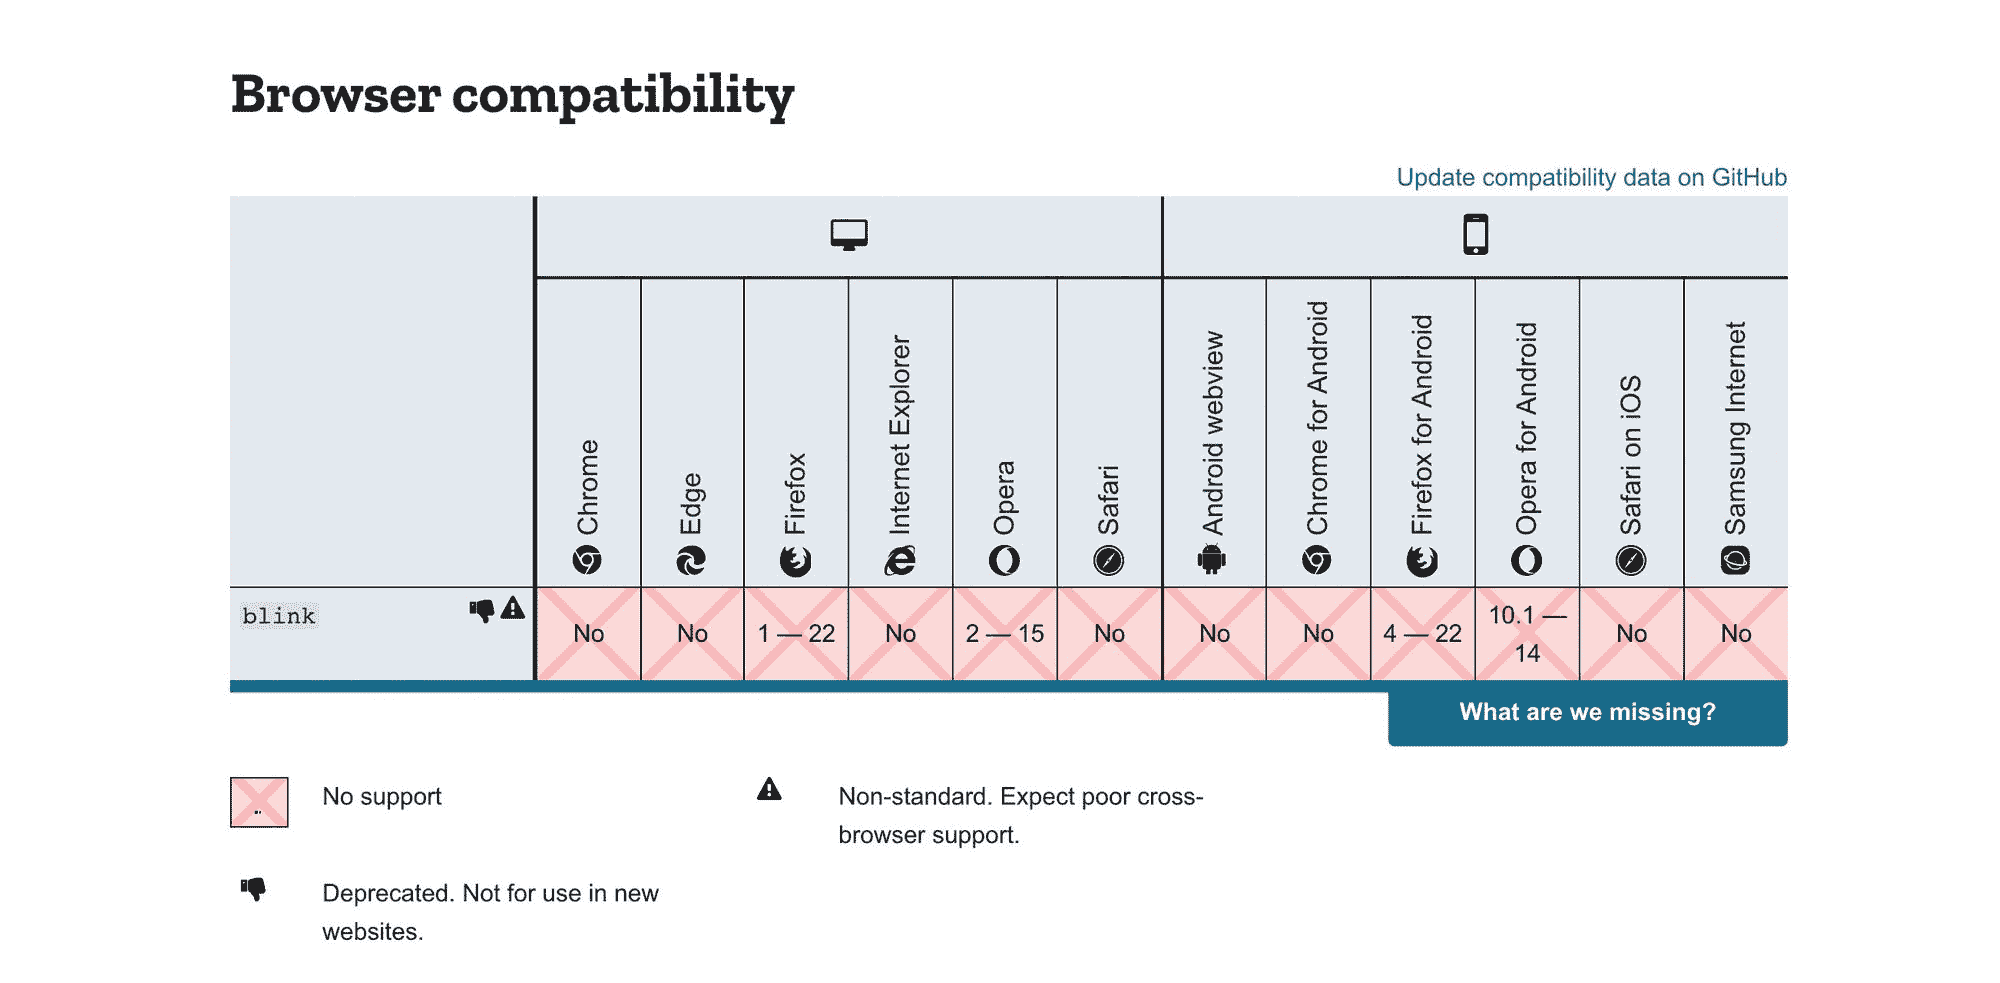 Browser compatibility
Update compatibility data on GitHub
Chrome
Edge
Firefox
Internet Explorer
Opera
Safari
Android webview
Chrome for Android
Firefox for Android
Opera for Android
Safari on iOS
Samsung Internet
blink
No
No
1 — 22
No
2 — 15
No
No
No
4 — 22
10.1 —
14
No
No
What are we missing?
No support
Non-standard. Expect poor cross-
browser support.
Deprecated. Not for use in new
websites.